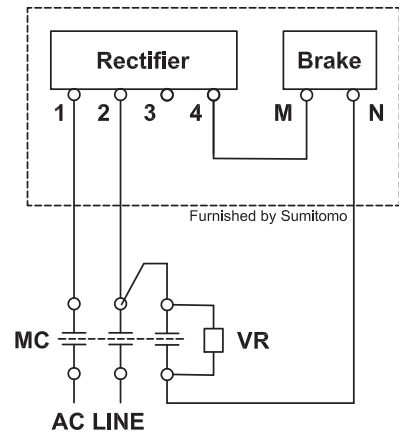 Rectifier Brake
1 2 3 4 M N
Furnished by Sumitomo
MC VR
AC LINE